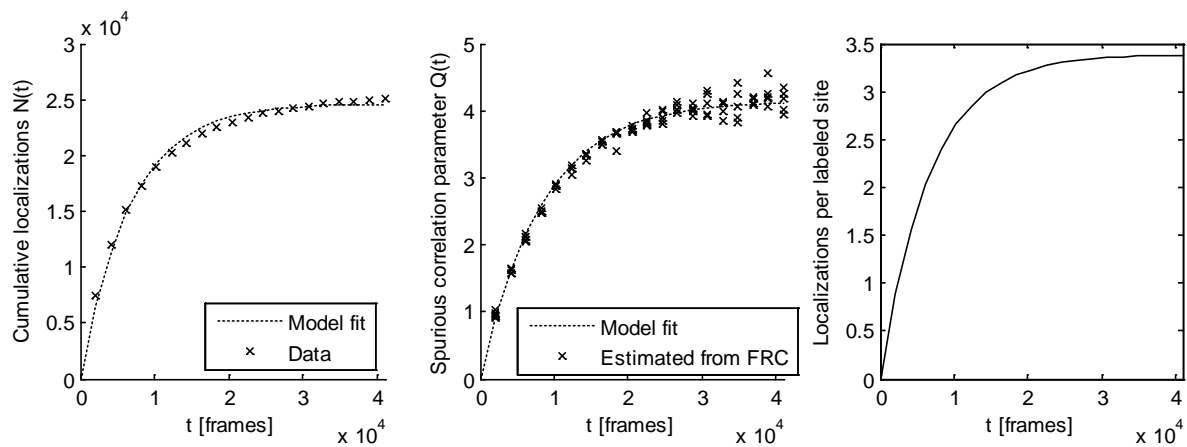 x 10^4
Cumulative localizations N(t)
3
2.5
2
1.5
1
0.5
0
0 1 2 3 4
t [frames]
x 10^4
Model fit
Data
Spurious correlation parameter Q(t)
5
4
3
2
1
0
0 1 2 3 4
t [frames]
x 10^4
Model fit
Estimated from FRC
Localizations per labeled site
3.5
3
2.5
2
1.5
1
0.5
0
0 1 2 3 4
t [frames]
x 10^4